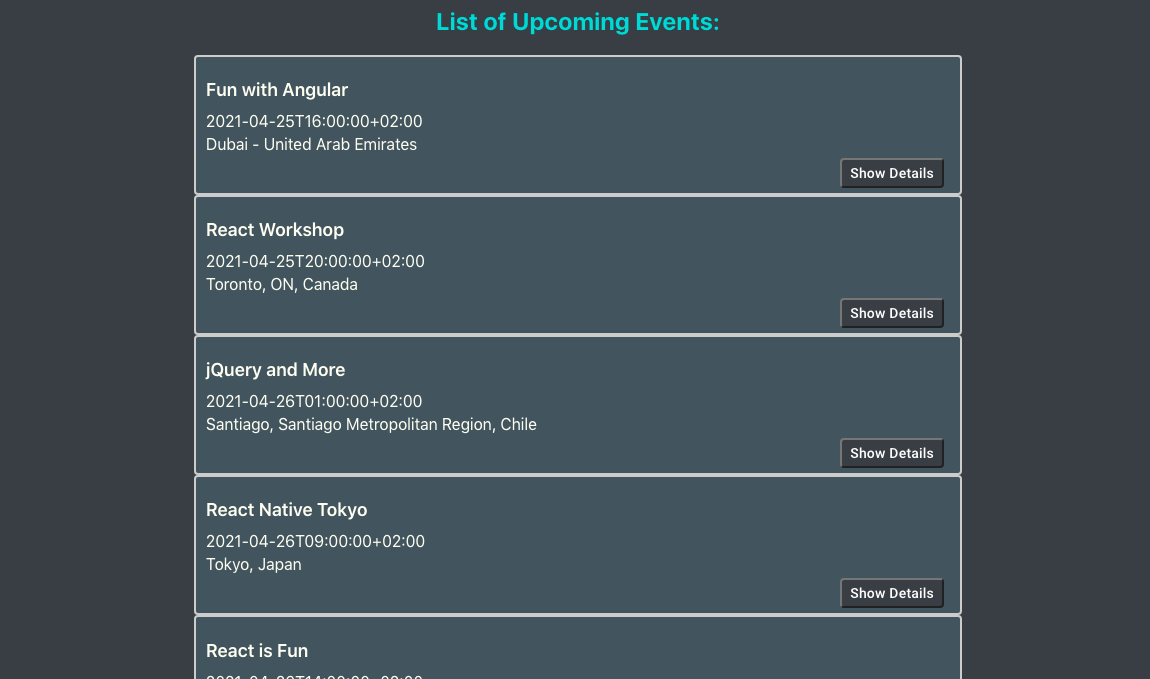 List of Upcoming Events:
Fun with Angular
2021-04-25T16:00:00+02:00
Dubai - United Arab Emirates
Show Details
React Workshop
2021-04-25T20:00:00+02:00
Toronto, ON, Canada
Show Details
jQuery and More
2021-04-26T01:00:00+02:00
Santiago, Santiago Metropolitan Region, Chile
Show Details
React Native Tokyo
2021-04-26T09:00:00+02:00
Tokyo, Japan
Show Details
React is Fun